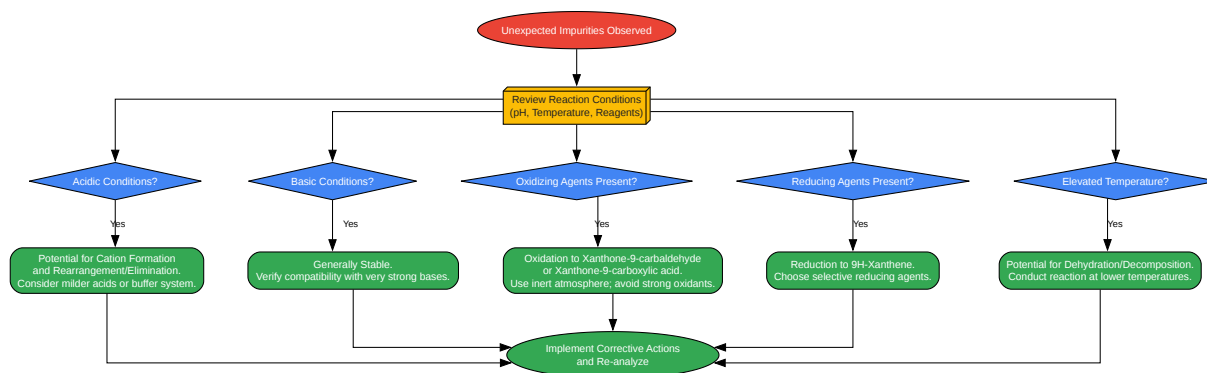 Unexpected Impurities Observed
Review Reaction Conditions
(pH, Temperature, Reagents)
Acidic Conditions?
Basic Conditions?
Oxidizing Agents Present?
Reducing Agents Present?
Elevated Temperature?
Yes
Yes
Yes
Yes
Yes
Potential for Cation Formation
and Rearrangement/Elimination.
Consider milder acids or buffer system.
Generally Stable.
Verify compatibility with very strong bases.
Oxidation to Xanthone-9-carbaldehyde
or Xanthone-9-carboxylic acid.
Use inert atmosphere; avoid strong oxidants.
Reduction to 9H-Xanthene.
Choose selective reducing agents.
Potential for Dehydration/Decomposition.
Conduct reaction at lower temperatures.
Implement Corrective Actions
and Re-analyze